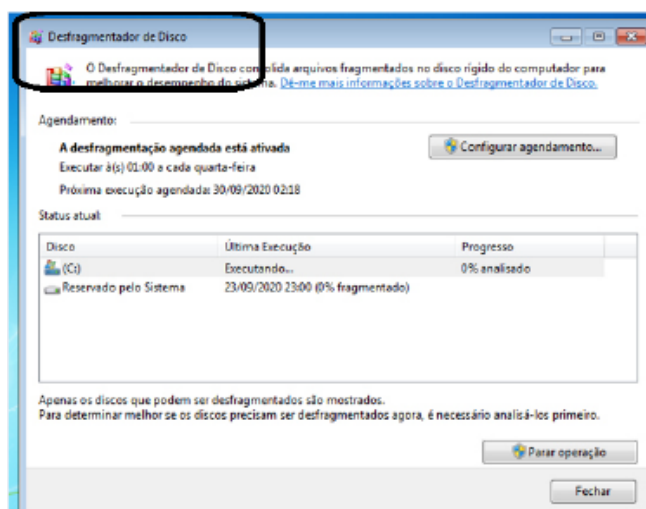 Desfragmentador de Disco
O Desfragmentador de Disco consolida arquivos fragmentados no disco rígido do computador para
melhorar o desempenho do sistema. Dê-me mais informações sobre o Desfragmentador de Disco.
Agendamento:
A desfragmentação agendada está ativada
Configurar agendamento...
Executar à(s) 01:00 a cada quarta-feira
Próxima execução agendada: 30/09/2020 02:18
Status atual:
Disco Última Execução Progresso
(C:) Executando... 0% analisado
Reservado pelo Sistema 23/09/2020 23:00 (0% fragmentado)
Apenas os discos que podem ser desfragmentados são mostrados.
Para determinar melhor se os discos precisam ser desfragmentados agora, é necessário analisá-los primeiro.
Parar operação
Fechar